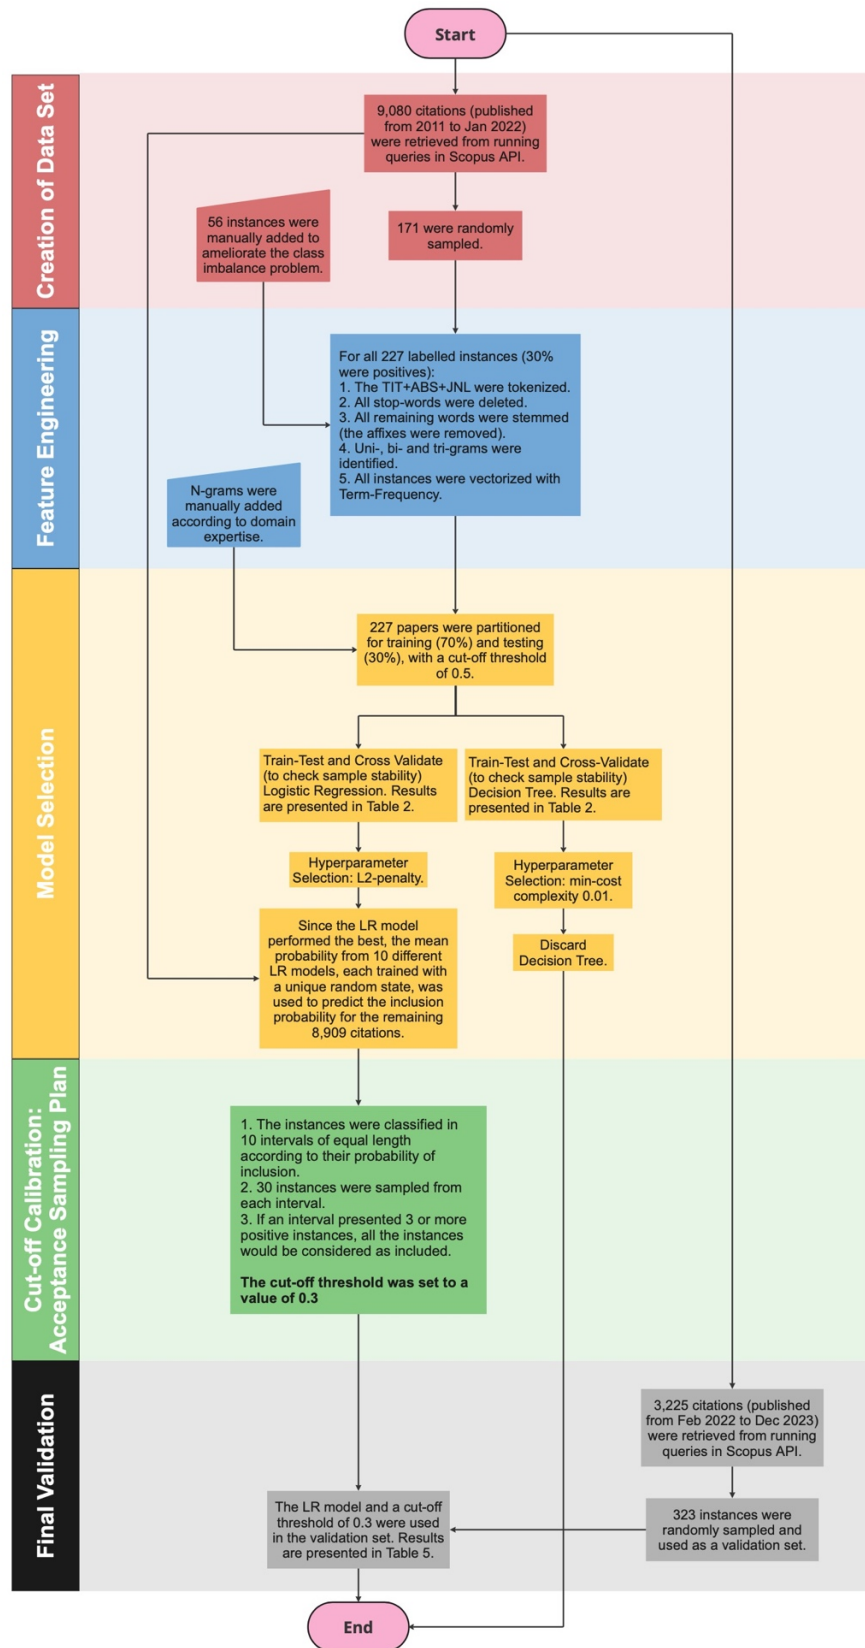 Start
Creation of Data Set
9,080 citations (published
from 2011 to Jan 2022)
were retrieved from running
queries in Scopus API.
56 instances were
manually added to
ameliorate the class
imbalance problem.
171 were randomly
sampled.
Feature Engineering
For all 227 labelled instances (30%
were positives):
1. The TIT+ABS+JNL were tokenized.
2. All stop-words were deleted.
3. All remaining words were stemmed
(the affixes were removed).
4. Uni-, bi- and tri-grams were
identified.
5. All instances were vectorized with
Term-Frequency.
N-grams were
manually added
according to domain
expertise.
Model Selection
227 papers were partitioned
for training (70%) and testing
(30%), with a cut-off threshold
of 0.5.
Train-Test and Cross Validate
(to check sample stability)
Logistic Regression. Results
are presented in Table 2.
Train-Test and Cross-Validate
(to check sample stability)
Decision Tree. Results are
presented in Table 2.
Hyperparameter
Selection: L2-penalty.
Hyperparameter
Selection: min-cost
complexity 0.01.
Since the LR model
performed the best, the mean
probability from 10 different
LR models, each trained with
a unique random state, was
used to predict the inclusion
probability for the remaining
8,909 citations.
Discard
Decision Tree.
Cut-off Calibration:
Acceptance Sampling Plan
1. The instances were classified in
10 intervals of equal length
according to their probability of
inclusion.
2. 30 instances were sampled from
each interval.
3. If an interval presented 3 or more
positive instances, all the instances
would be considered as included.
The cut-off threshold was set to a
value of 0.3
Final Validation
3,225 citations (published
from Feb 2022 to Dec 2023)
were retrieved from running
queries in Scopus API.
The LR model and a cut-off
threshold of 0.3 were used
in the validation set. Results
are presented in Table 5.
323 instances were
randomly sampled and
used as a validation set.
End